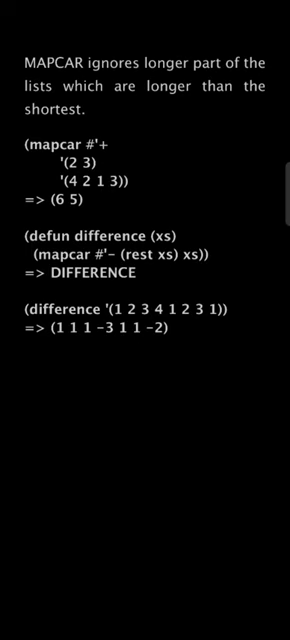 MAPCAR ignores longer part of the
lists which are longer than the
shortest.
(mapcar #'+
'(2 3)
'(4 2 1 3))
=> (6 5)
(defun difference (xs)
(mapcar #'- (rest xs) xs))
=> DIFFERENCE
(difference '(1 2 3 4 1 2 3 1))
=> (1 1 1 -3 1 1 -2)